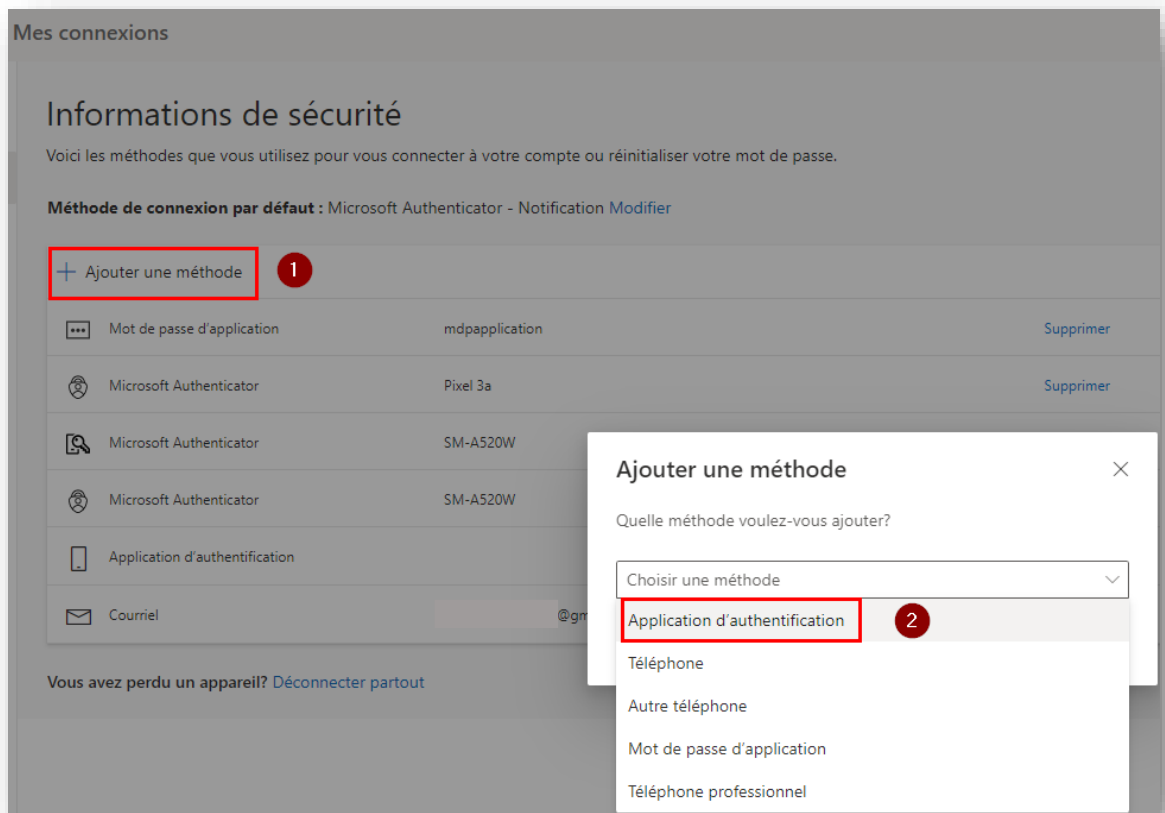 Mes connexions
Informations de sécurité
Voici les méthodes que vous utilisez pour vous connecter à votre compte ou réinitialiser votre mot de passe.
Méthode de connexion par défaut : Microsoft Authenticator - Notification Modifier
Ajouter une méthode 1
Mot de passe d'application mdpapplication Supprimer
Microsoft Authenticator Pixel 3a Supprimer
Microsoft Authenticator SM-A520W
Microsoft Authenticator SM-A520W
Application d'authentification
Courriel @gm
Vous avez perdu un appareil? Déconnecter partout
Ajouter une méthode
Quelle méthode voulez-vous ajouter?
Choisir une méthode
Application d'authentification 2
Téléphone
Autre téléphone
Mot de passe d'application
Téléphone professionnel